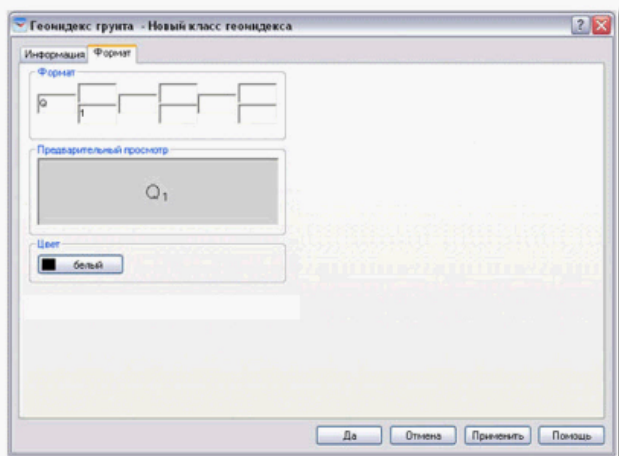 Геоиндекс грунта - Новый класс геоиндекса
Информация Формат
Формат
Q
1
Предварительный просмотр
Q1
Цвет
белый
Да Отмена Применить Помощь